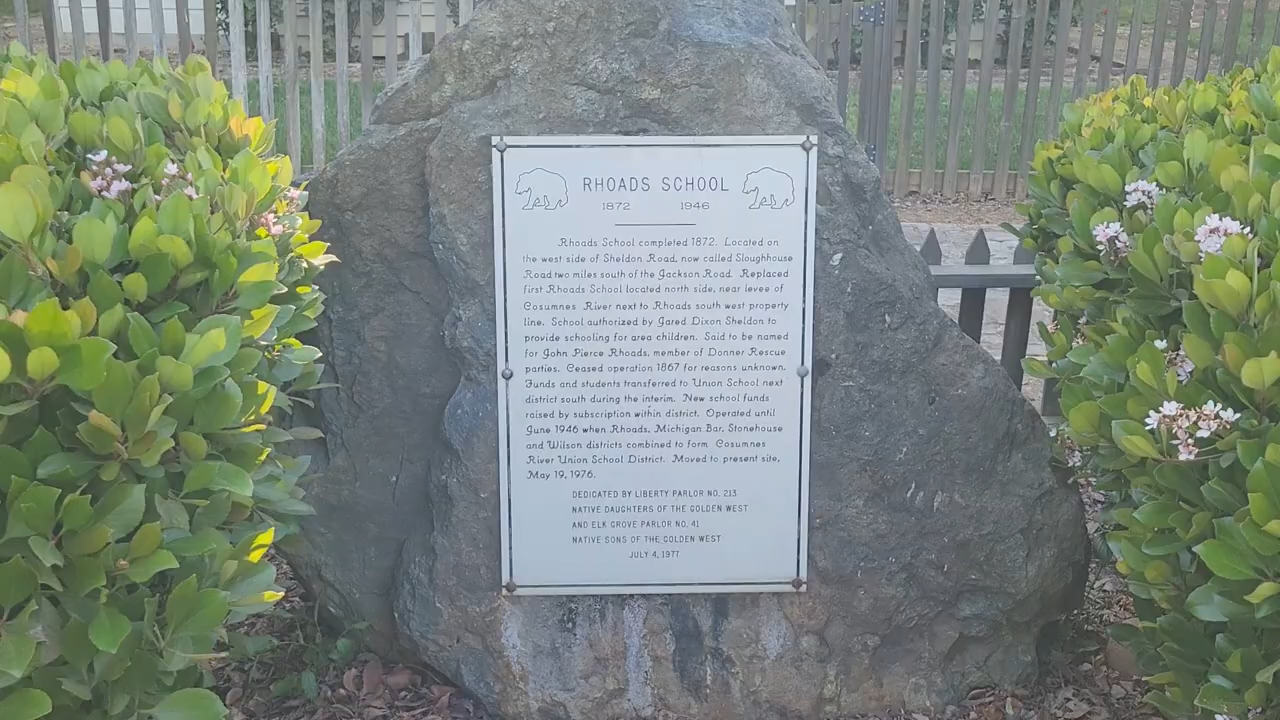 RHOADS SCHOOL
1872 1946
Rhoads School completed 1872. Located on
the west side of Sheldon Road, now called Sloughhouse
Road two miles south of the Jackson Road. Replaced
first Rhoads School located north side, near levee of
Cosumnes River next to Rhoads south west property
line. School authorized by Jared Dixon Sheldon to
provide schooling for area children. Said to be named
for John Pierce Rhoads, member of Donner Rescue
parties. Ceased operation 1867 for reasons unknown.
Funds and students transferred to Union School next
district south during the interim. New school funds
raised by subscription within district. Operated until
June 1946 when Rhoads, Michigan Bar, Stonehouse
and Wilson districts combined to form Cosumnes
River Union School District. Moved to present site,
May 19, 1976.
DEDICATED BY LIBERTY PARLOR NO. 213
NATIVE DAUGHTERS OF THE GOLDEN WEST
AND ELK GROVE PARLOR NO. 41
NATIVE SONS OF THE GOLDEN WEST
JULY 4, 1977